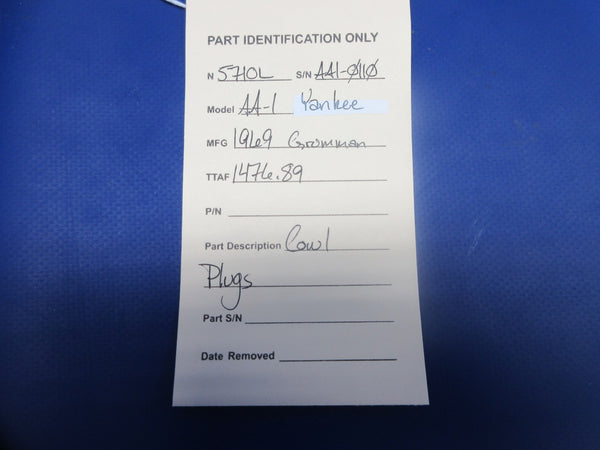 PART IDENTIFICATION ONLY
N 5710L S/N AA1-0110
Model AA-1 Yankee
MFG 1969 Grumman
TTAF 1476.89
P/N
Part Description Cowl
Plugs
Part S/N
Date Removed